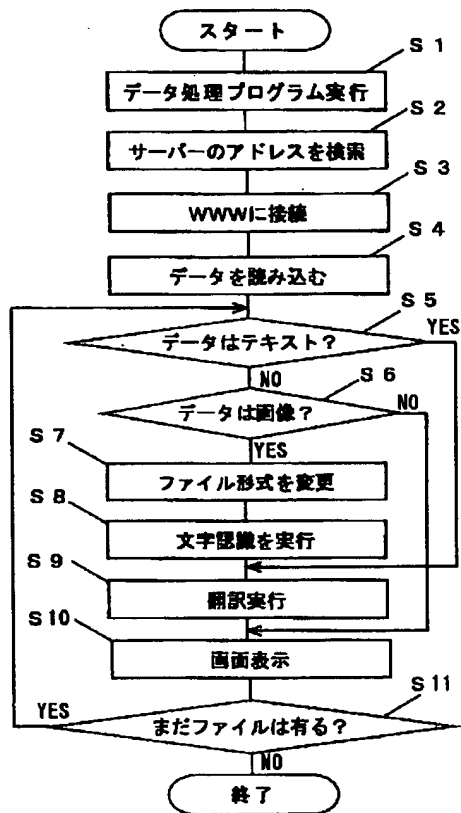 スタート
S 1
データ処理プログラム実行
S 2
サーバーのアドレスを検索
S 3
WWWに接続
S 4
データを読み込む
S 5
データはテキスト?
YES
NO
S 6
データは画像?
NO
YES
S 7
ファイル形式を変更
S 8
文字認識を実行
S 9
翻訳実行
S 10
画面表示
S 11
まだファイルは有る?
YES
NO
終了